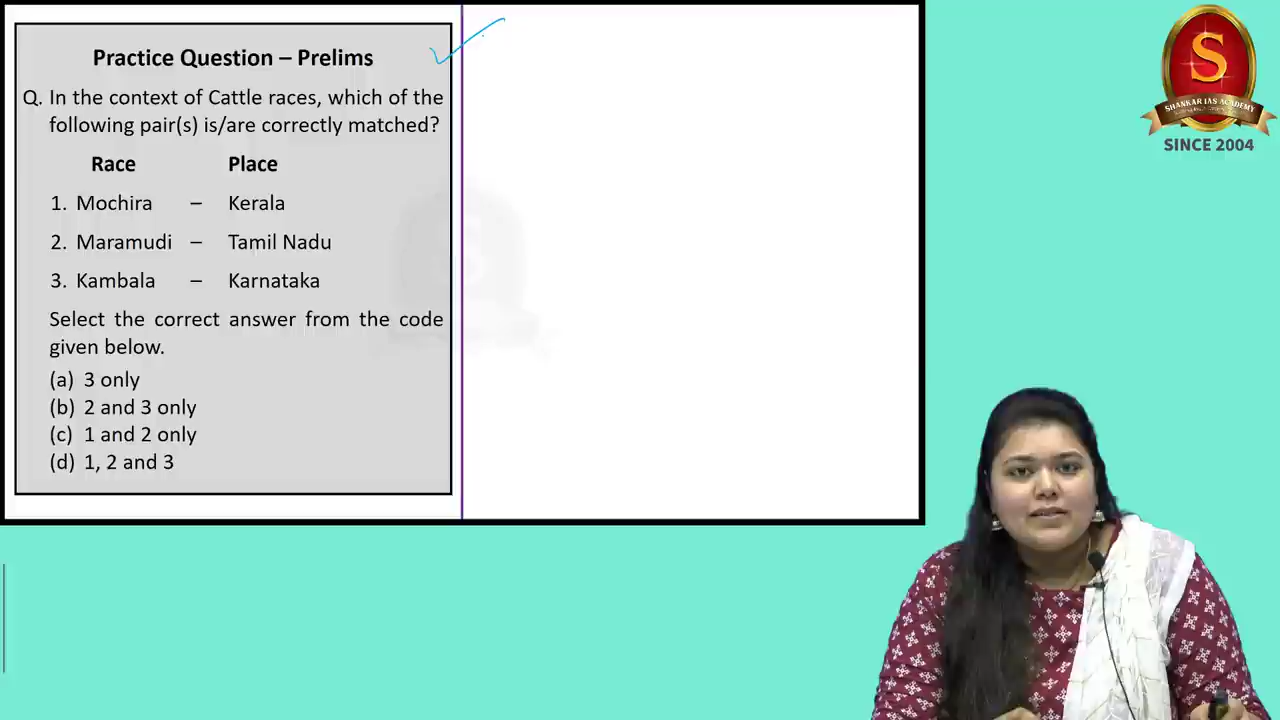 Practice Question – Prelims
Q. In the context of Cattle races, which of the
following pair(s) is/are correctly matched?
Race Place
1. Mochira – Kerala
2. Maramudi – Tamil Nadu
3. Kambala – Karnataka
Select the correct answer from the code
given below.
(a) 3 only
(b) 2 and 3 only
(c) 1 and 2 only
(d) 1, 2 and 3
S
SHANKAR IAS ACADEMY
SINCE 2004